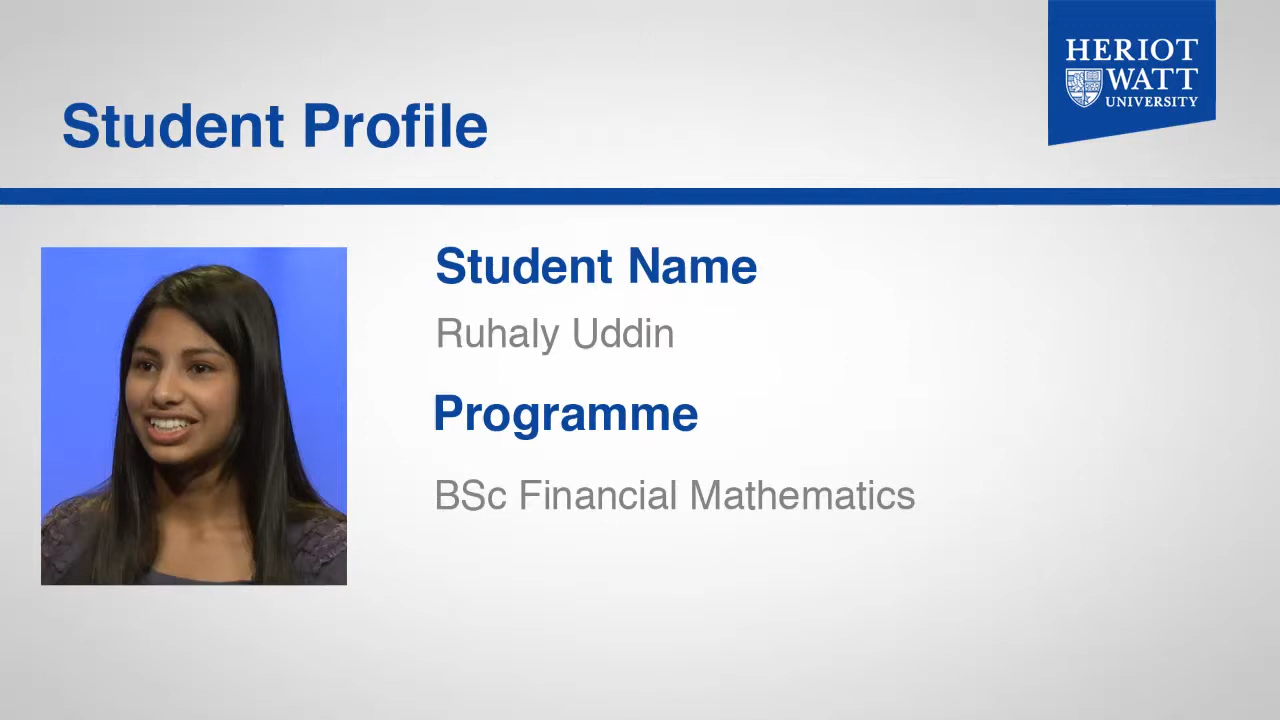 HERIOT
WATT
UNIVERSITY
Student Profile
Student Name
Ruhaly Uddin
Programme
BSc Financial Mathematics